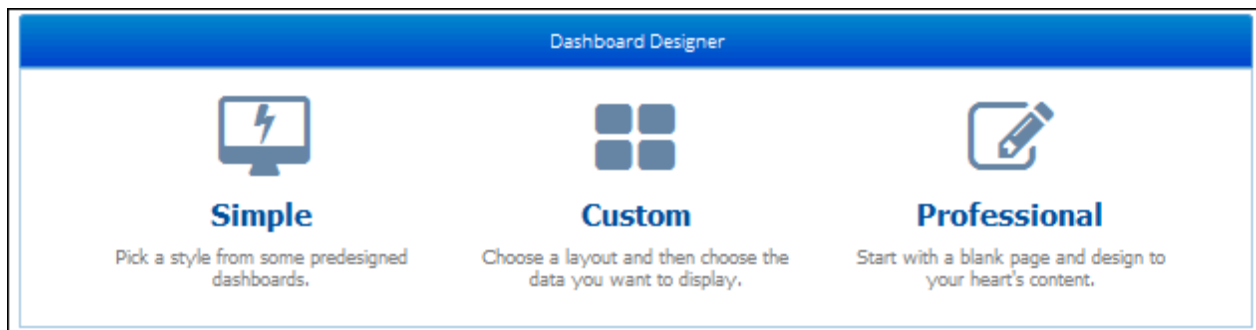 Dashboard Designer
Simple
Pick a style from some predesigned
dashboards.
Custom
Choose a layout and then choose the
data you want to display.
Professional
Start with a blank page and design to
your heart's content.